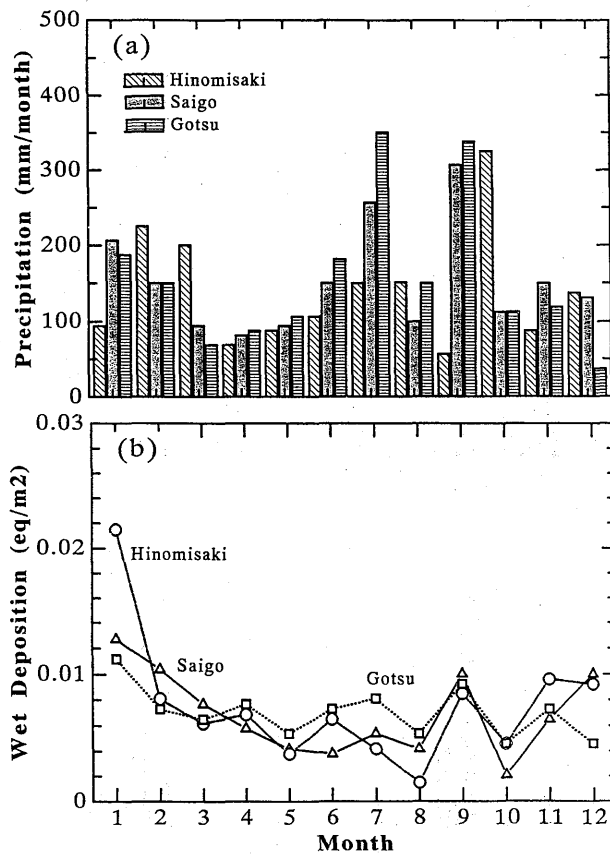 500
(a)
Hinomisaki
Saigo
Gotsu
400
300
200
100
0
Precipitation (mm/month)
0.03
(b)
Hinomisaki
Saigo
Gotsu
0.02
0.01
0
Wet Deposition (eq/m2)
1 2 3 4 5 6 7 8 9 10 11 12
Month